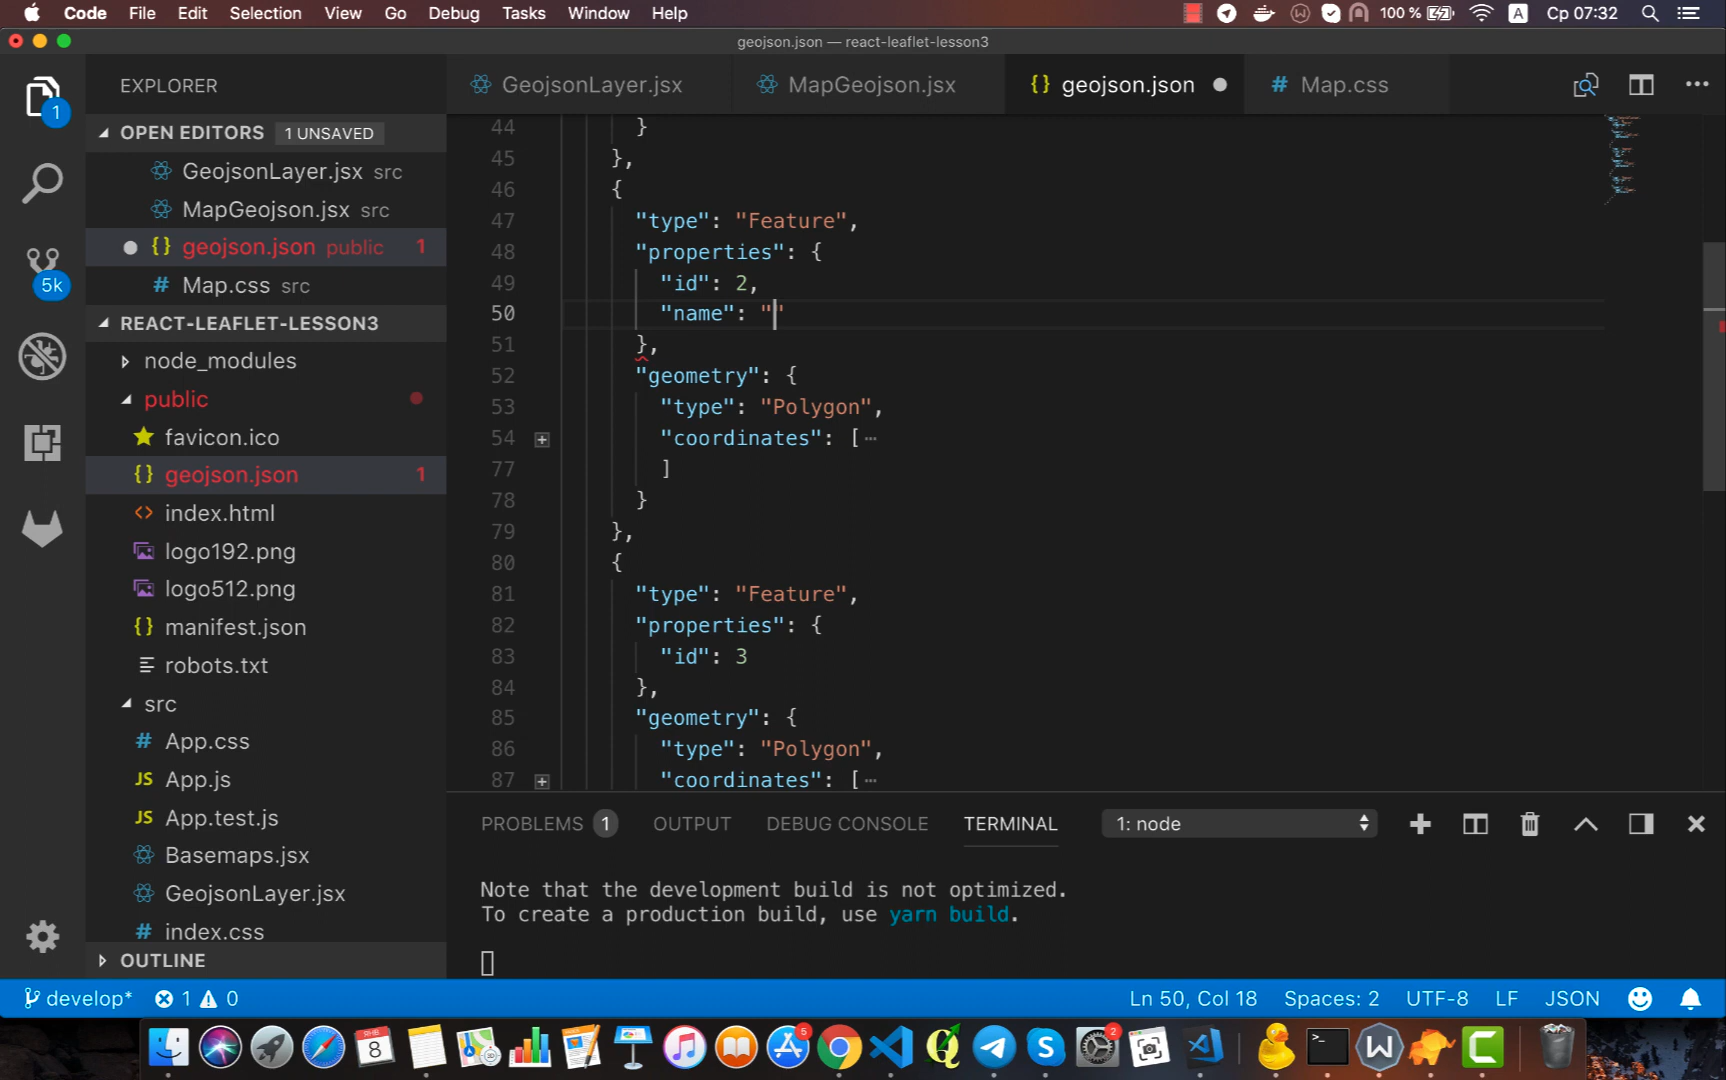 Code File Edit Selection View Go Debug Tasks Window Help 100 % A Ср 07:32
geojson.json — react-leaflet-lesson3
EXPLORER
GeojsonLayer.jsx MapGeojson.jsx {} geojson.json # Map.css
1
OPEN EDITORS 1 UNSAVED
GeojsonLayer.jsx src
MapGeojson.jsx src
{} geojson.json public 1
# Map.css src
5k
REACT-LEAFLET-LESSON3
node_modules
public
favicon.ico
{} geojson.json 1
<> index.html
logo192.png
logo512.png
{} manifest.json
robots.txt
src
# App.css
JS App.js
JS App.test.js
Basemaps.jsx
GeojsonLayer.jsx
# index.css
OUTLINE
44 }
45 },
46 {
47 "type": "Feature",
48 "properties": {
49 "id": 2,
50 "name": ""
51 },
52 "geometry": {
53 "type": "Polygon",
54 "coordinates": [ ⋯
77 ]
78 }
79 },
80 {
81 "type": "Feature",
82 "properties": {
83 "id": 3
84 },
85 "geometry": {
86 "type": "Polygon",
87 "coordinates": [ ⋯
PROBLEMS 1 OUTPUT DEBUG CONSOLE TERMINAL 1: node
Note that the development build is not optimized.
To create a production build, use yarn build.
develop* 1 0 Ln 50, Col 18 Spaces: 2 UTF-8 LF JSON
8 5 2